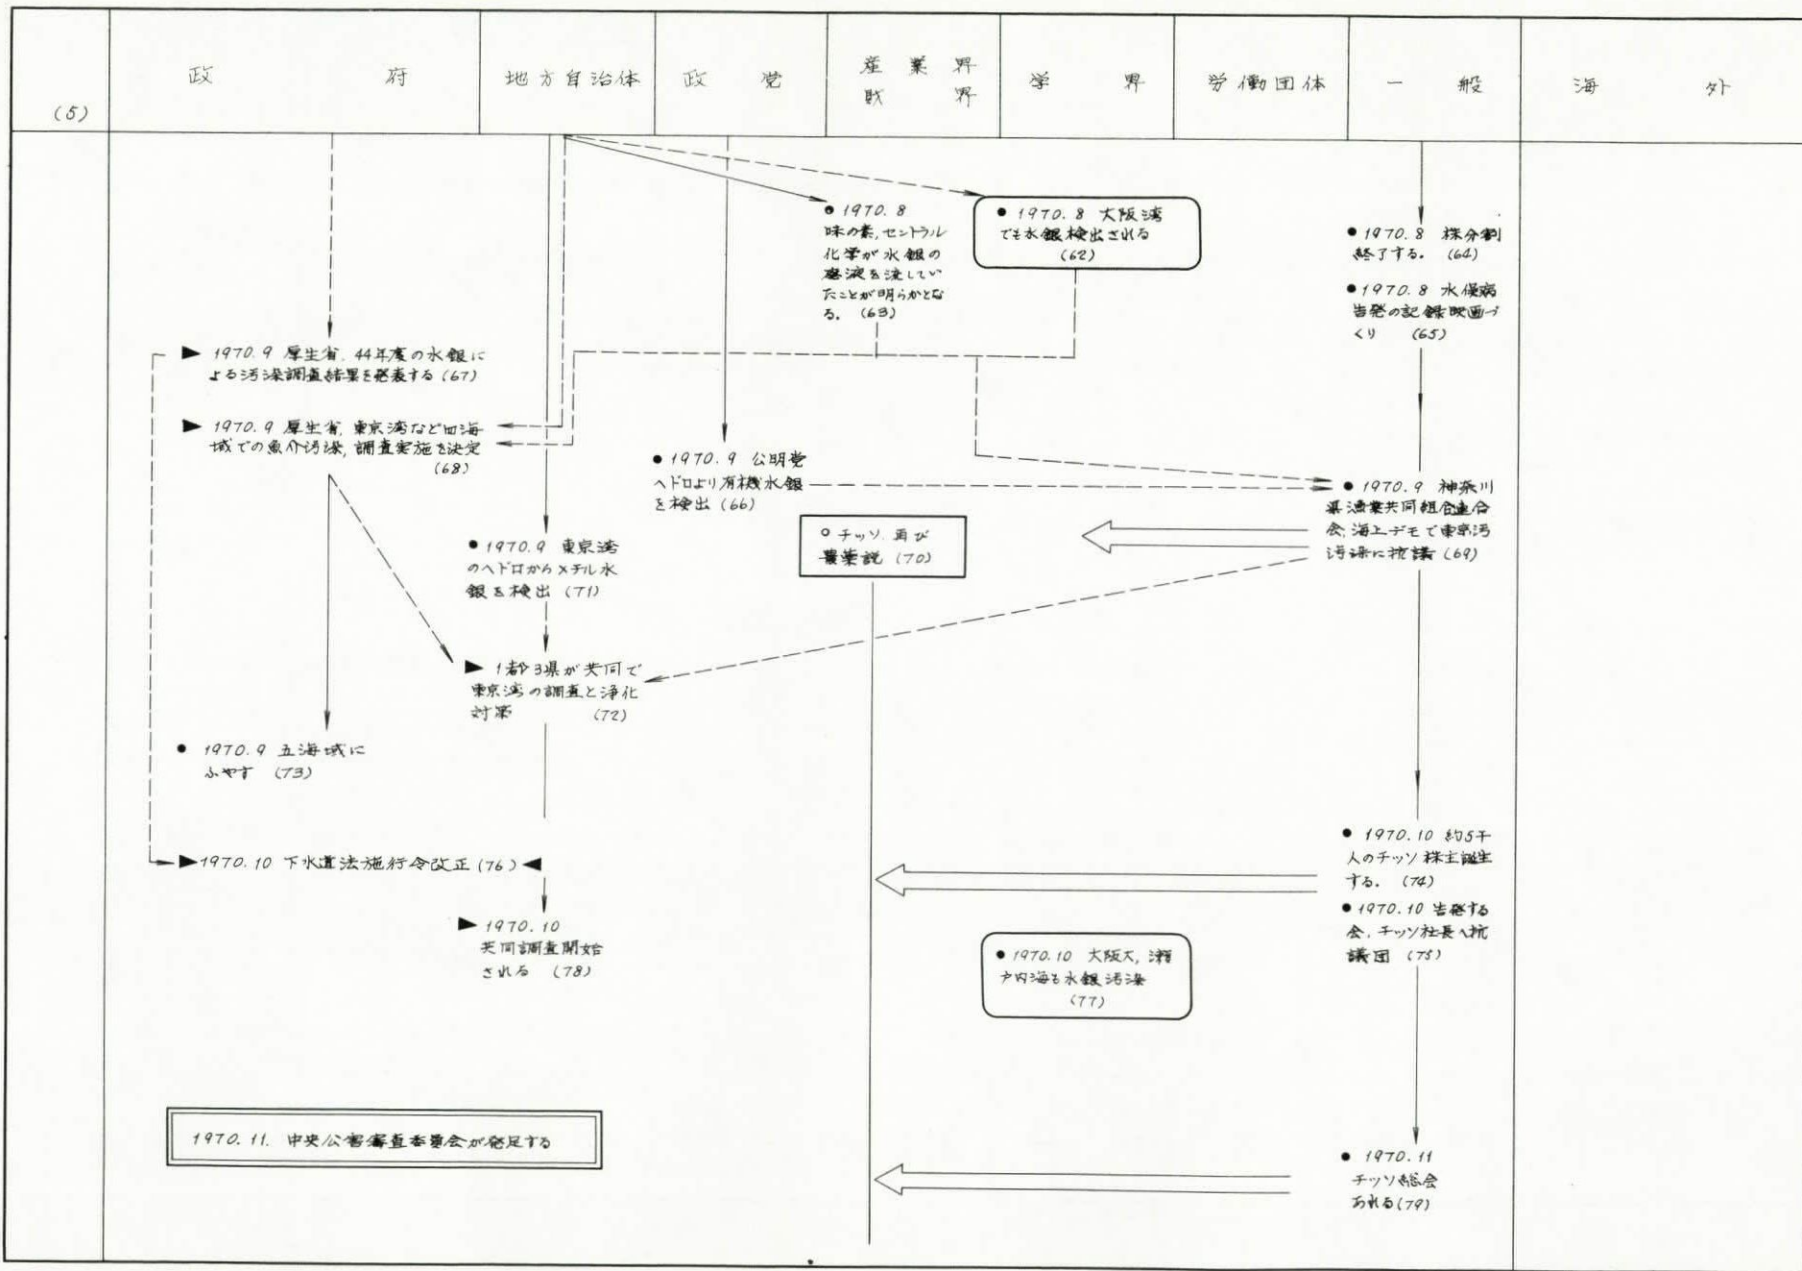 (5)
政府
地方自治体
政党
産業界
財界
学界
労働団体
一般
海外
● 1970.8
味の素,セントラル
化学が水銀の
廃液を流してい
たことが明らかとな
る。(63)
● 1970.8 大阪湾
でも水銀検出される
(62)
● 1970.8 株分割
終了する。(64)
● 1970.8 水俣病
告発の記録映画づ
くり (65)
▶ 1970.9 厚生省,44年度の水銀に
よる汚染調査結果を発表する(67)
▶ 1970.9 厚生省,東京湾など四海
域での魚介汚染,調査実施を決定
(68)
● 1970.9 公明党
ヘドロより有機水銀
を検出 (66)
● 1970.9 神奈川
県漁業共同組合連合
会,海上デモで東京湾
汚染に抗議 (69)
○ チッソ 再び
農薬説 (70)
● 1970.9 東京湾
のヘドロからメチル水
銀を検出 (71)
▶ 1都3県が共同で
東京湾の調査と浄化
対策 (72)
● 1970.9 五海域に
ふやす (73)
● 1970.10 約5千
人のチッソ株主誕生
する。(74)
▶1970.10 下水道法施行令改正(76)◀
● 1970.10 告発する
会,チッソ社長へ抗
議団 (75)
▶ 1970.10
共同調査開始
される (78)
● 1970.10 大阪大,瀬
戸内海も水銀汚染
(77)
1970.11. 中央公害審査委員会が発足する
● 1970.11
チッソ総会
あれる(79)